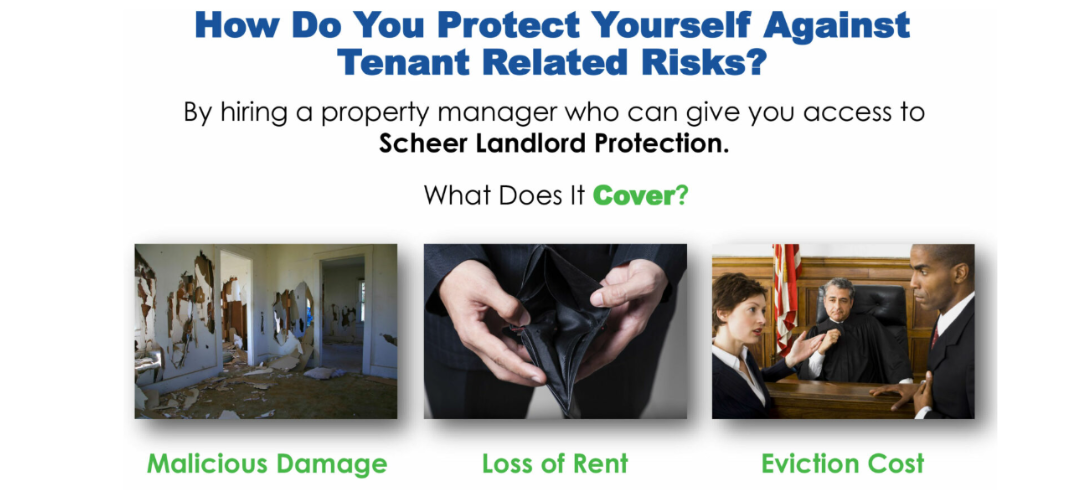 How Do You Protect Yourself Against
Tenant Related Risks?
By hiring a property manager who can give you access to
Scheer Landlord Protection.
What Does It Cover?
Malicious Damage
Loss of Rent
Eviction Cost